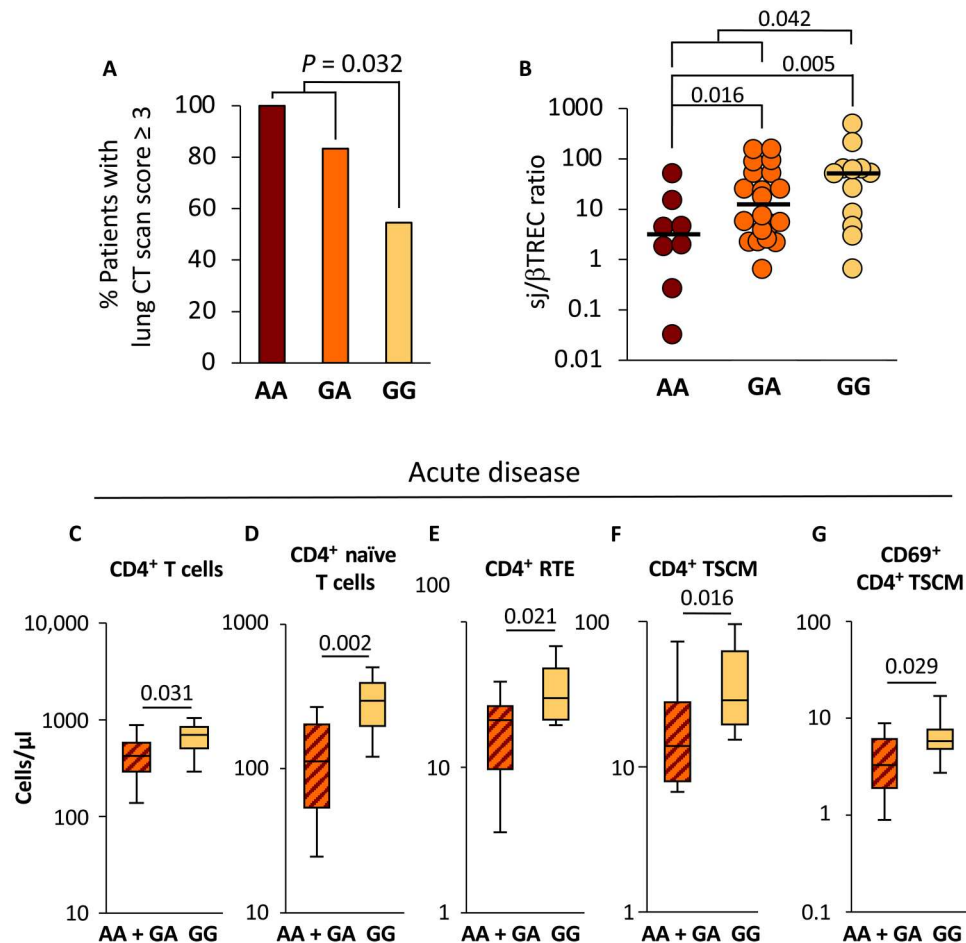 A
P = 0.032
% Patients with
lung CT scan score ≥ 3
100
80
60
40
20
0
AA
GA
GG
B
0.042
0.005
0.016
sj/βTREC ratio
1000
100
10
1
0.1
0.01
AA
GA
GG
Acute disease
C
CD4+ T cells
Cells/µl
10,000
1000
100
10
0.031
AA + GA
GG
D
CD4+ naïve
T cells
1000
100
10
0.002
AA + GA
GG
E
CD4+ RTE
100
10
1
0.021
AA + GA
GG
F
CD4+ TSCM
100
10
1
0.016
AA + GA
GG
G
CD69+
CD4+ TSCM
100
10
1
0.1
0.029
AA + GA
GG